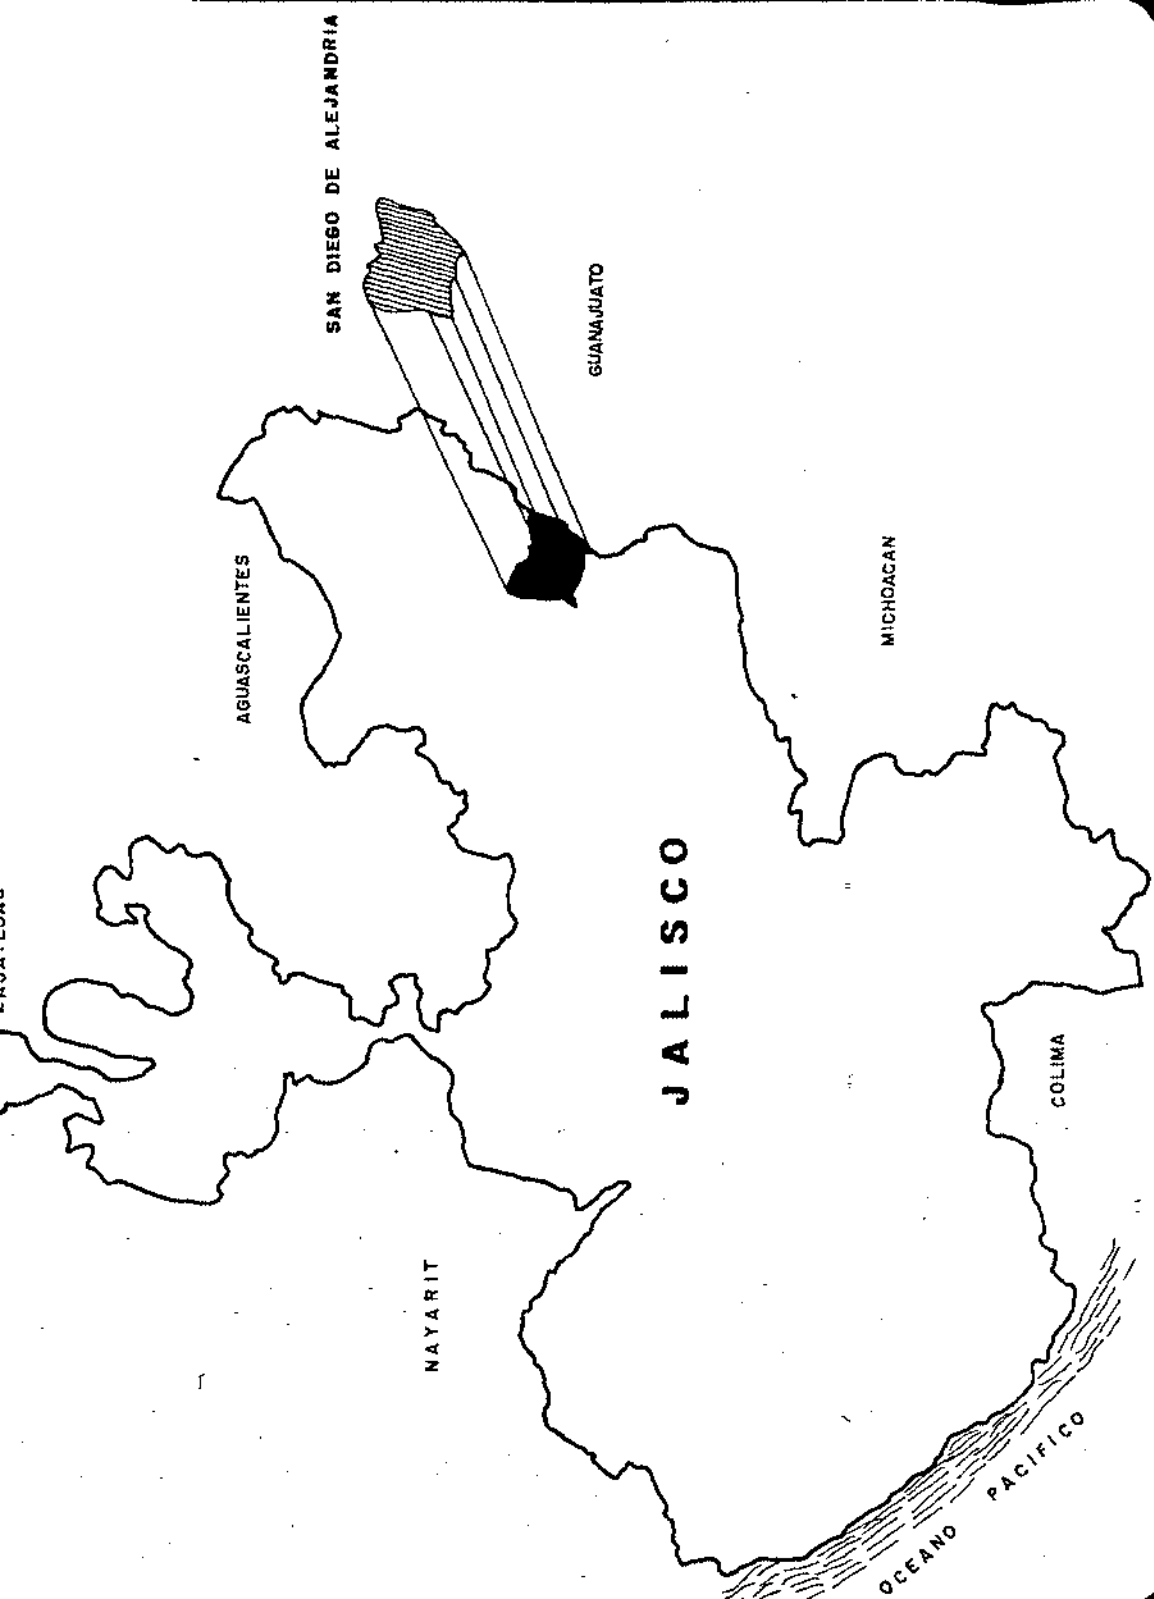 SAN DIEGO DE ALEJANDRIA
GUANAJUATO
AGUASCALIENTES
MICHOACAN
JALISCO
COLIMA
NAYARIT
OCEANO PACIFICO